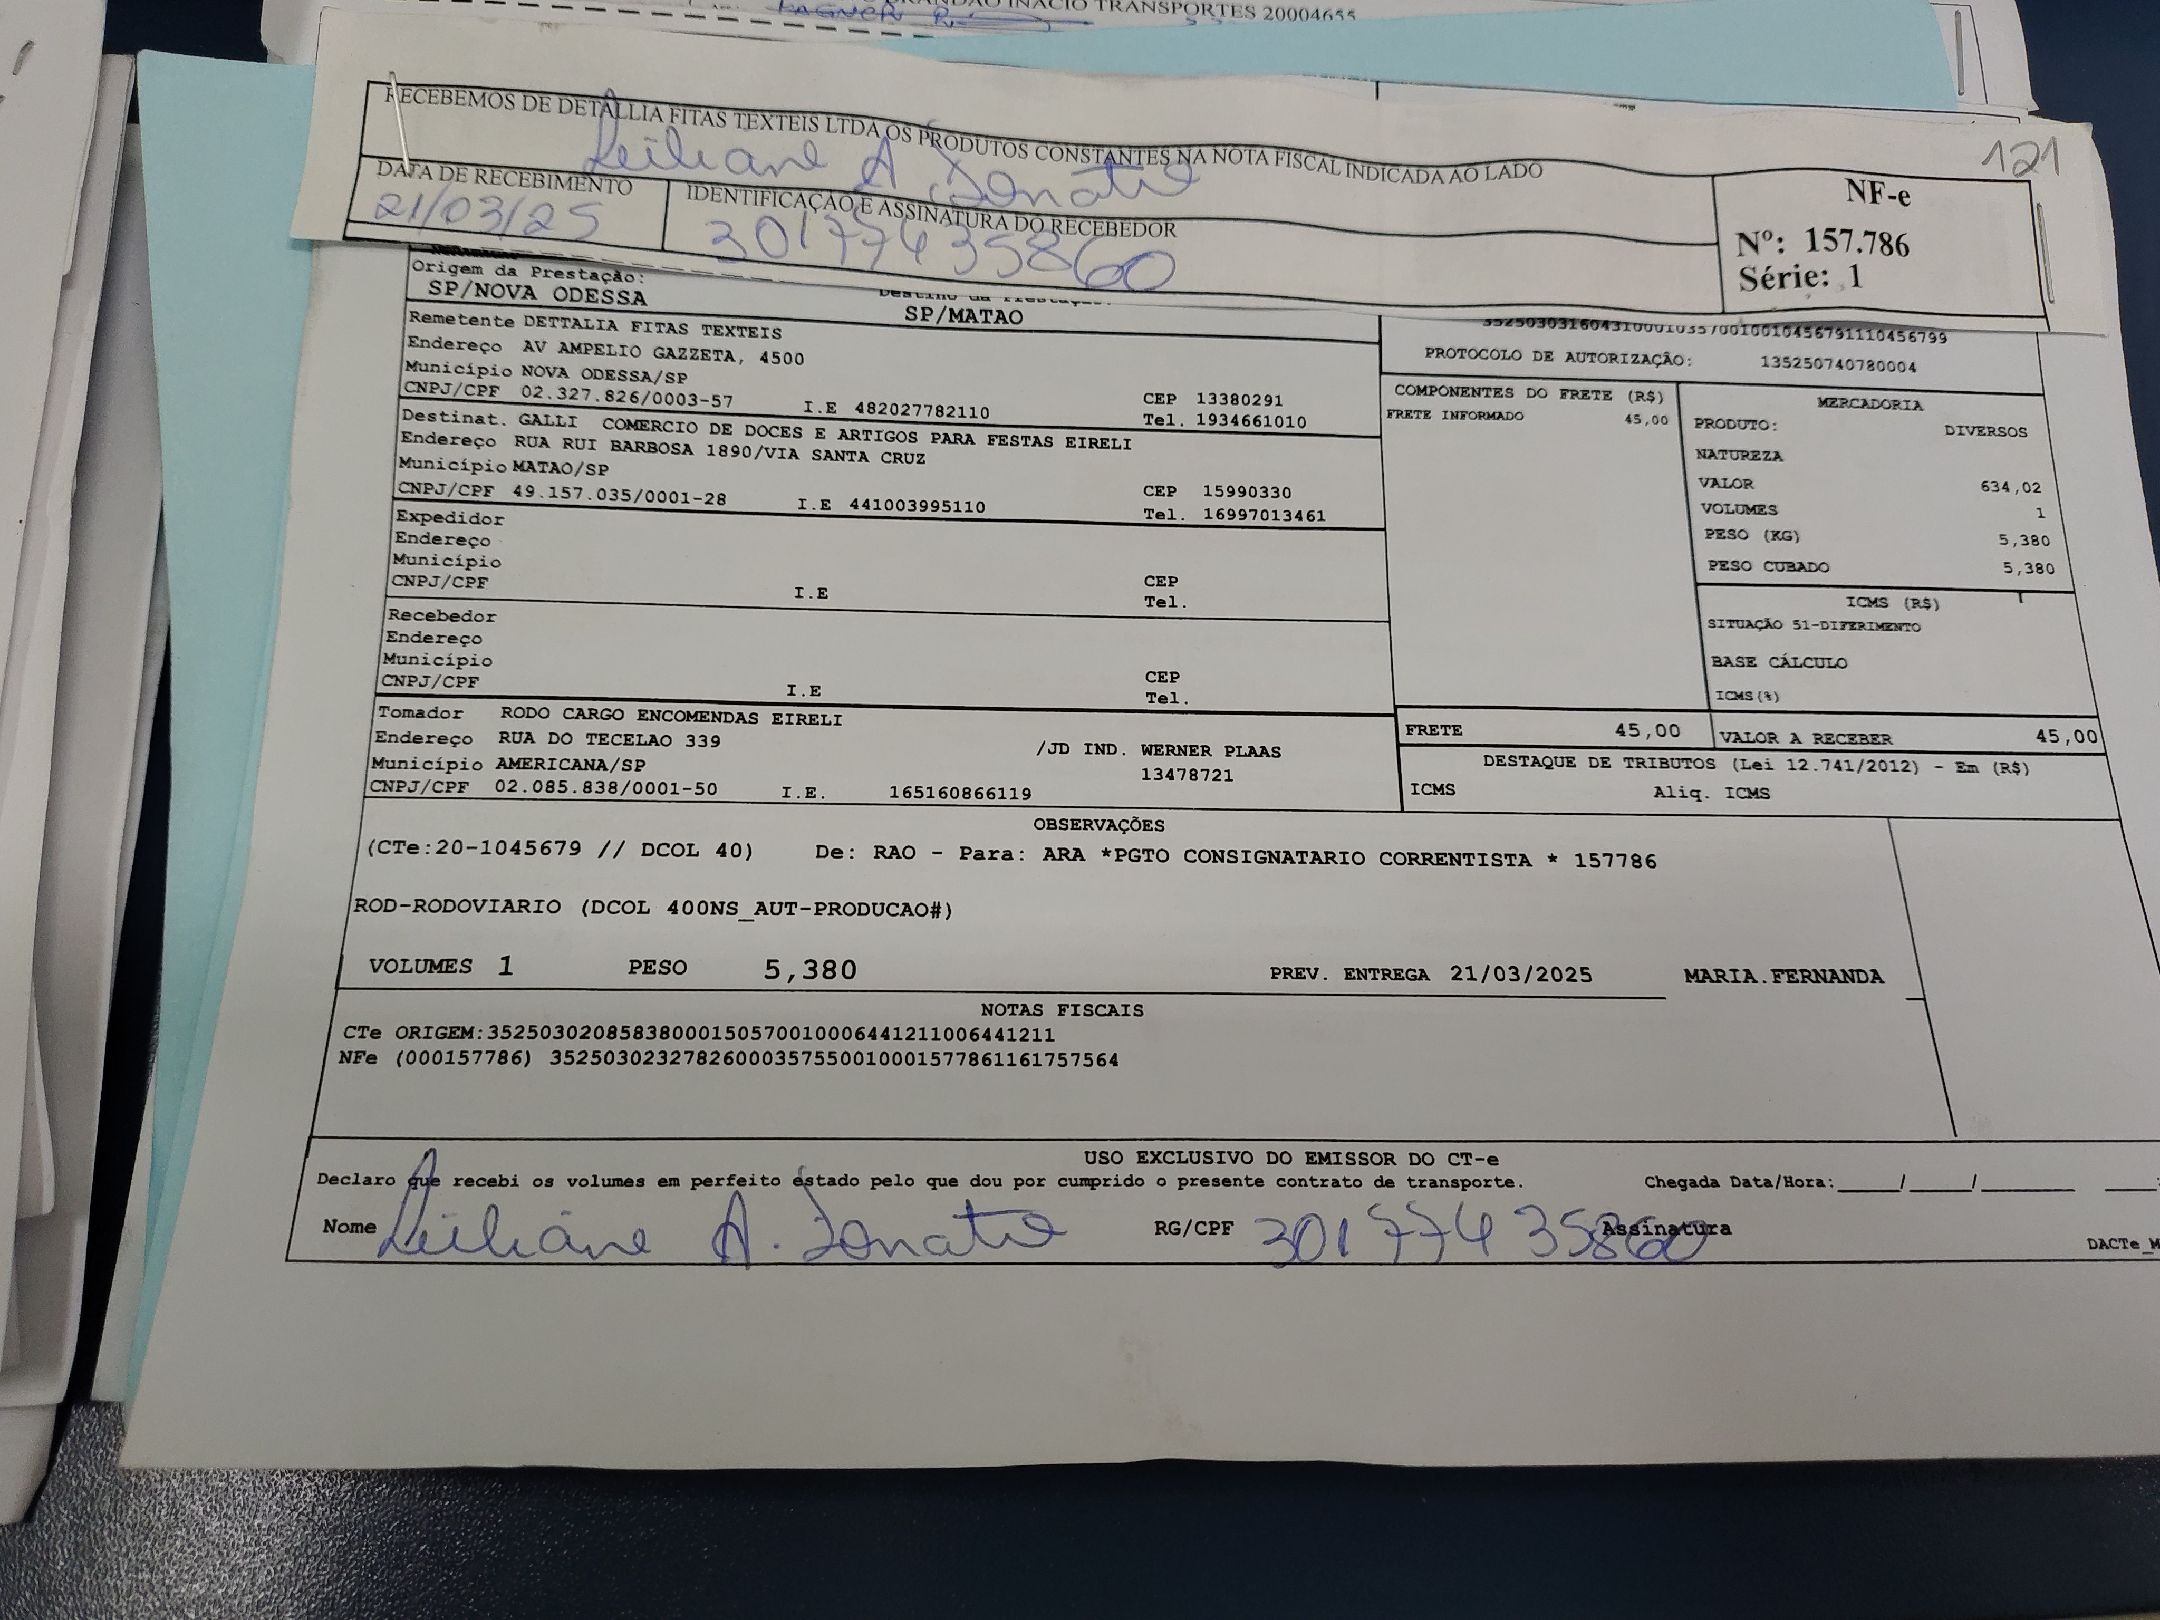 INACIO TRANSPORTES 20004655
RECEBEMOS DE DETALLIA FITAS TEXTEIS LTDA OS PRODUTOS CONSTANTES NA NOTA FISCAL INDICADA AO LADO
121
Leiliane A. Donato
DATA DE RECEBIMENTO
21/03/25
IDENTIFICAÇÃO E ASSINATURA DO RECEBEDOR
30177435860
NF-e
Nº: 157.786
Série: 1
Origem da Prestação:
SP/NOVA ODESSA
SP/MATAO
Remetente DETTALIA FITAS TEXTEIS
Endereço AV AMPELIO GAZZETA, 4500
Município NOVA ODESSA/SP
CEP 13380291
CNPJ/CPF 02.327.826/0003-57 I.E 482027782110 Tel. 1934661010
Destinat. GALLI COMERCIO DE DOCES E ARTIGOS PARA FESTAS EIRELI
Endereço RUA RUI BARBOSA 1890/VIA SANTA CRUZ
Município MATAO/SP
CEP 15990330
CNPJ/CPF 49.157.035/0001-28 I.E 441003995110 Tel. 16997013461
Expedidor
Endereço
Município
CEP
CNPJ/CPF I.E Tel.
Recebedor
Endereço
Município
CEP
CNPJ/CPF I.E Tel.
Tomador RODO CARGO ENCOMENDAS EIRELI
Endereço RUA DO TECELAO 339 /JD IND. WERNER PLAAS
Município AMERICANA/SP 13478721
CNPJ/CPF 02.085.838/0001-50 I.E. 165160866119
35250303160431000103570010010456791110456799
PROTOCOLO DE AUTORIZAÇÃO: 135250740780004
COMPONENTES DO FRETE (R$)
FRETE INFORMADO 45,00
MERCADORIA
PRODUTO: DIVERSOS
NATUREZA
VALOR 634,02
VOLUMES 1
PESO (KG) 5,380
PESO CUBADO 5,380
ICMS (R$)
SITUAÇÃO 51-DIFERIMENTO
BASE CÁLCULO
ICMS(%)
FRETE 45,00 VALOR A RECEBER 45,00
DESTAQUE DE TRIBUTOS (Lei 12.741/2012) - Em (R$)
ICMS Aliq. ICMS
OBSERVAÇÕES
(CTe:20-1045679 // DCOL 40) De: RAO - Para: ARA *PGTO CONSIGNATARIO CORRENTISTA * 157786
ROD-RODOVIARIO (DCOL 400NS_AUT-PRODUCAO#)
VOLUMES 1 PESO 5,380 PREV. ENTREGA 21/03/2025 MARIA.FERNANDA
NOTAS FISCAIS
CTe ORIGEM:35250302085838000150570010006441211006441211
NFe (000157786) 35250302327826000357550010001577861161757564
USO EXCLUSIVO DO EMISSOR DO CT-e
Declaro que recebi os volumes em perfeito estado pelo que dou por cumprido o presente contrato de transporte. Chegada Data/Hora:____/____/______ ___:
Nome Leiliane A. Donato RG/CPF 30177435860 Assinatura
DACTe_M